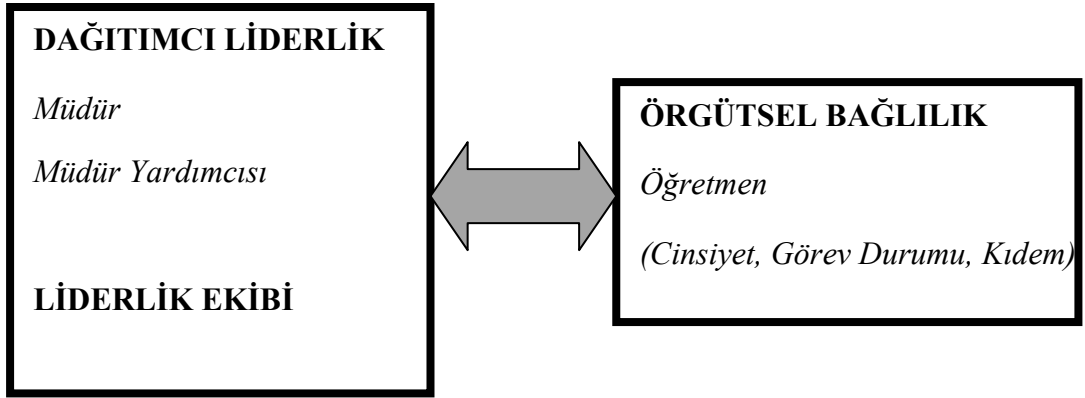 DAĞITIMCI LİDERLİK
Müdür
Müdür Yardımcısı
LİDERLİK EKİBİ
ÖRGÜTSEL BAĞLILIK
Öğretmen
(Cinsiyet, Görev Durumu, Kıdem)